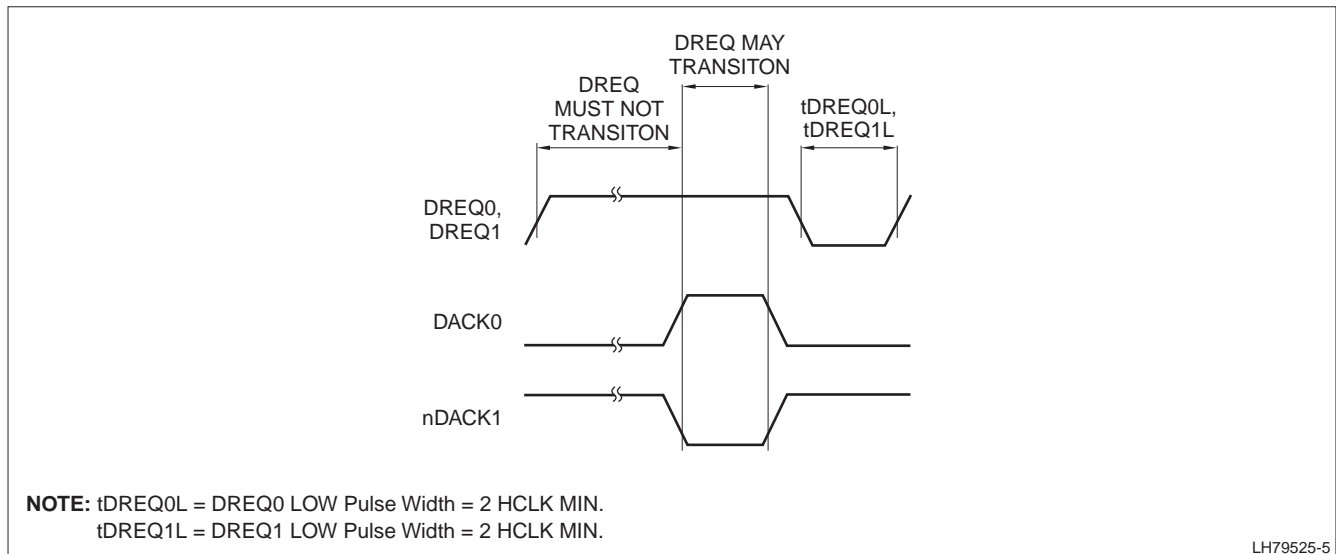 DREQ MAY
TRANSITON
DREQ
MUST NOT
TRANSITON
tDREQ0L,
tDREQ1L
DREQ0,
DREQ1
DACK0
nDACK1
NOTE: tDREQ0L = DREQ0 LOW Pulse Width = 2 HCLK MIN.
tDREQ1L = DREQ1 LOW Pulse Width = 2 HCLK MIN.
LH79525-5